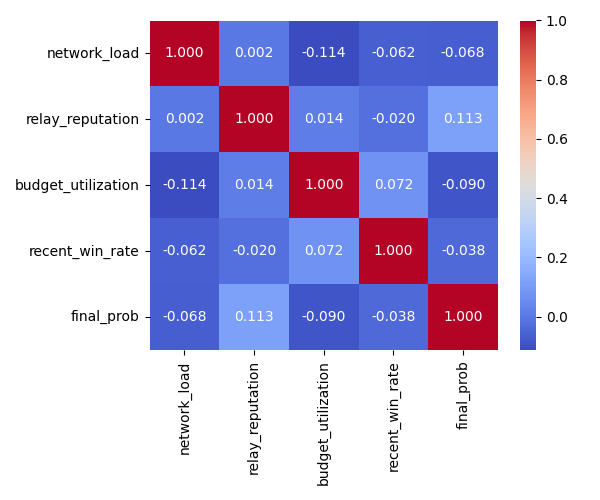 1.0
network_load 1.000 0.002 -0.114 -0.062 -0.068
0.8
relay_reputation 0.002 1.000 0.014 -0.020 0.113
0.6
budget_utilization -0.114 0.014 1.000 0.072 -0.090
0.4
recent_win_rate -0.062 -0.020 0.072 1.000 -0.038
0.2
final_prob -0.068 0.113 -0.090 -0.038 1.000
0.0
network_load
relay_reputation
budget_utilization
recent_win_rate
final_prob